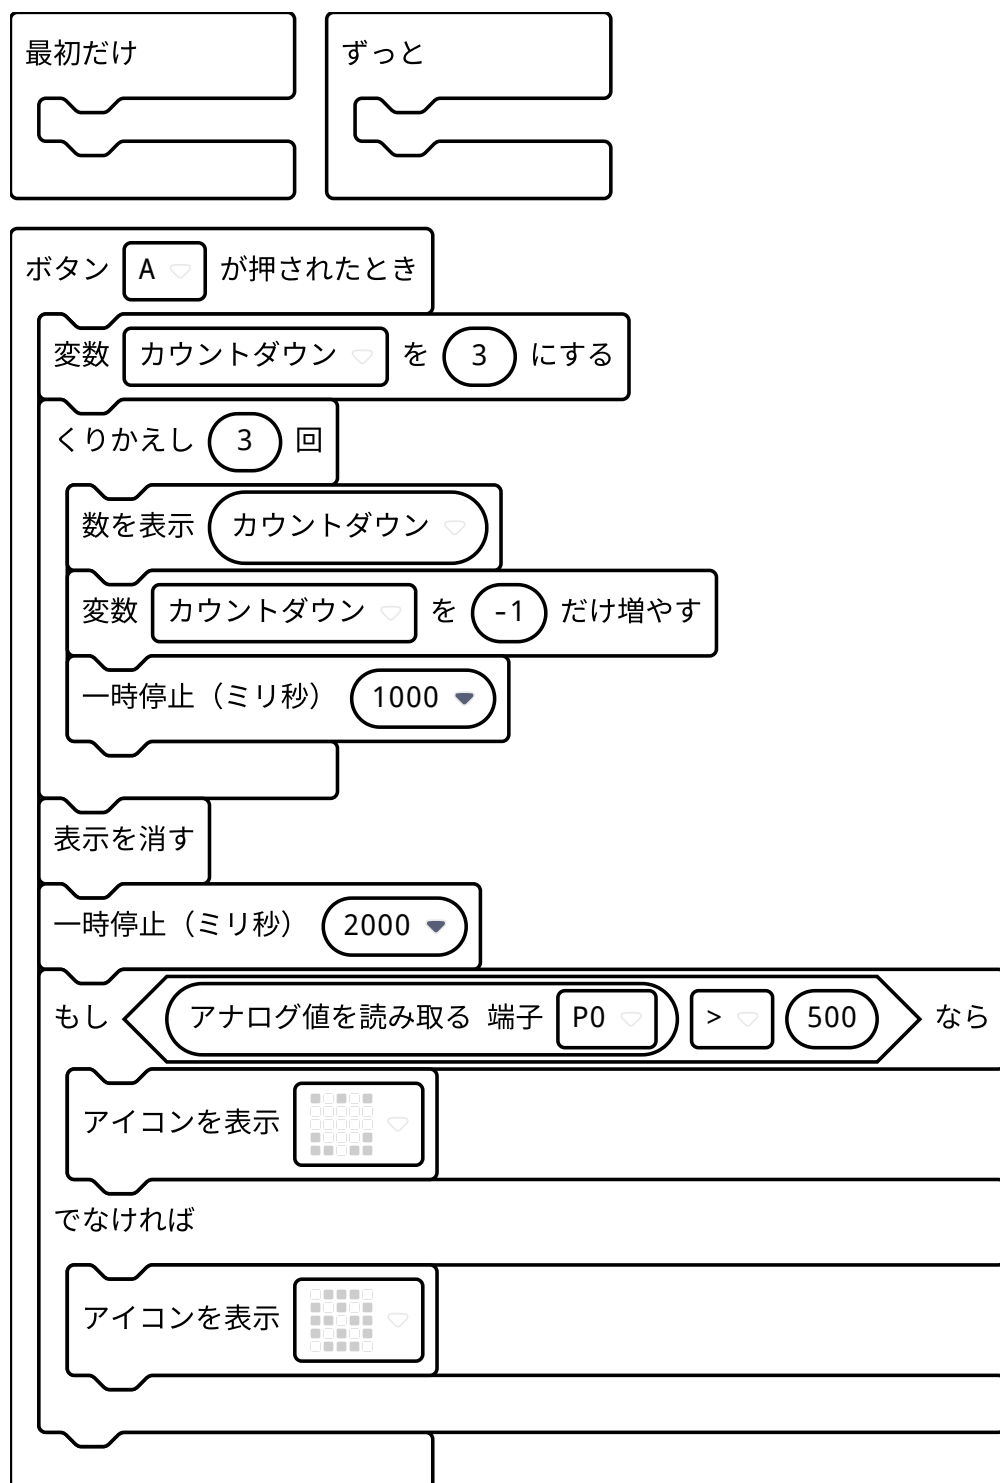 最初だけ
ずっと
ボタン A が押されたとき
変数 カウントダウン を 3 にする
くりかえし 3 回
数を表示 カウントダウン
変数 カウントダウン を -1 だけ増やす
一時停止（ミリ秒） 1000
表示を消す
一時停止（ミリ秒） 2000
もし アナログ値を読み取る 端子 P0 > 500 なら
アイコンを表示
でなければ
アイコンを表示